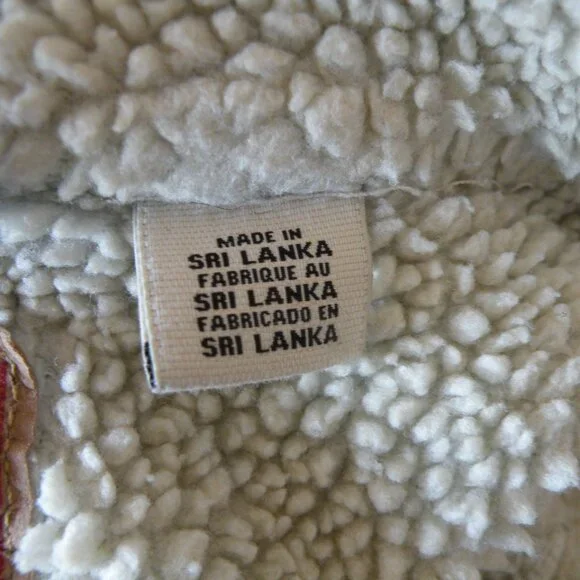 MADE IN
SRI LANKA
FABRIQUE AU
SRI LANKA
FABRICADO EN
SRI LANKA